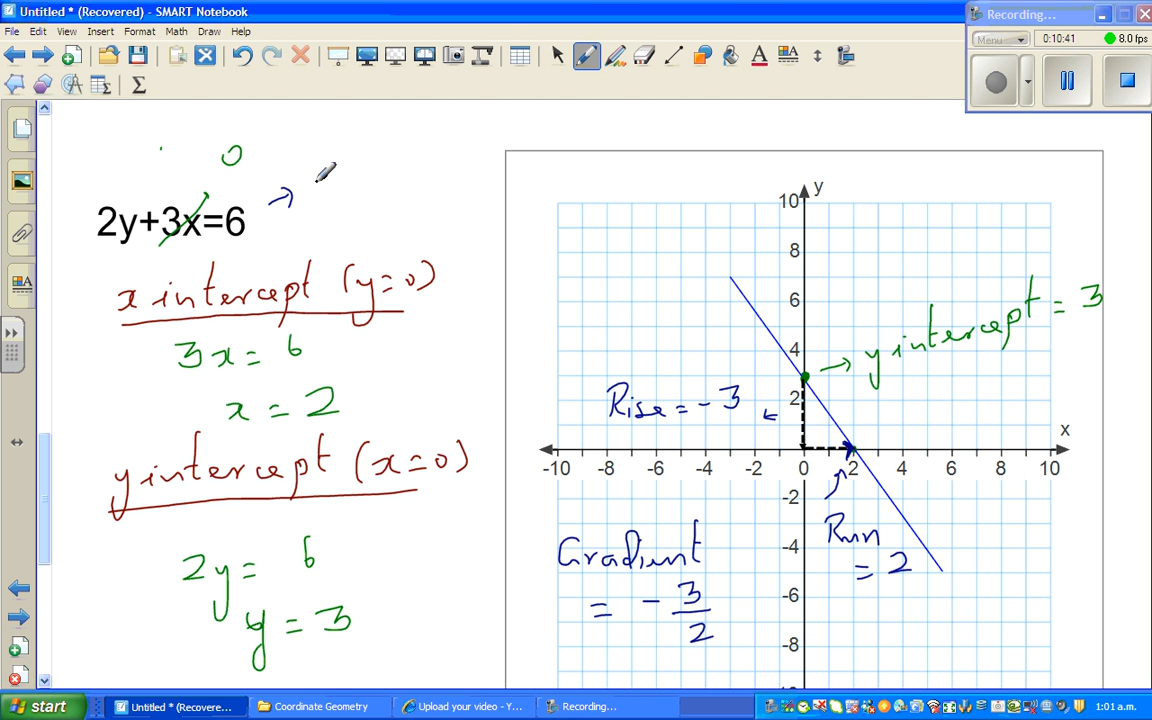 Untitled * (Recovered) - SMART Notebook
File Edit View Insert Format Math Draw Help
Recording...
Menu
0:10:41
8.0 fps
0
2y+3x=6 →
x intercept (y=0)
3x = 6
x = 2
y intercept (x=0)
2y = 6
y = 3
10 y
8
6
4
2
→ y intercept = 3
Rise = -3
x
-10 -8 -6 -4 -2 0 2 4 6 8 10
-2
-4
-6
-8
Run
= 2
Gradient
= - 3
2
start
Untitled * (Recovere...
Coordinate Geometry
Upload your video - ...
Recording...
1:01 a.m.